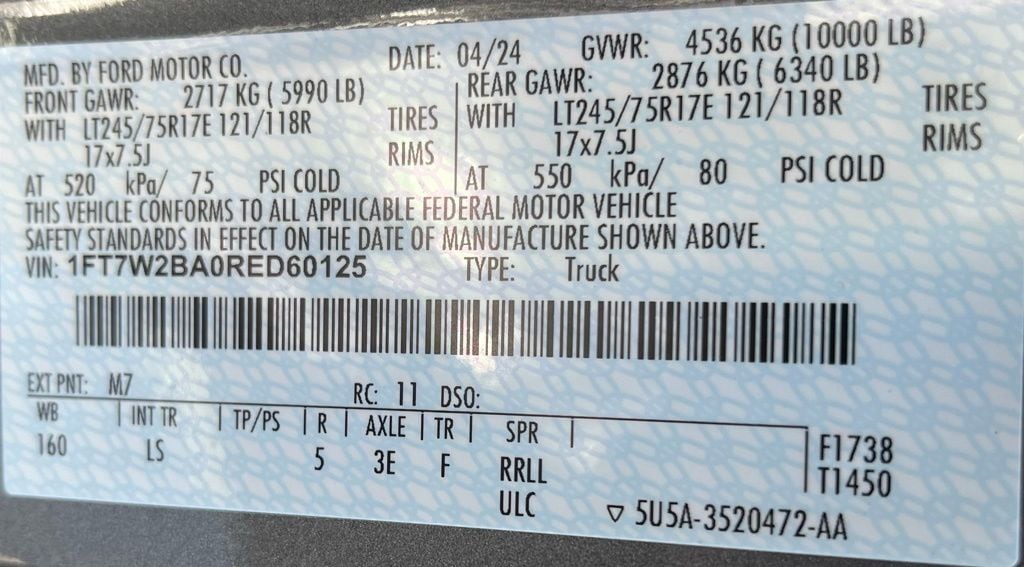 MFD. BY FORD MOTOR CO. DATE: 04/24 GVWR: 4536 KG (10000 LB)
FRONT GAWR: 2717 KG ( 5990 LB) REAR GAWR: 2876 KG ( 6340 LB)
WITH LT245/75R17E 121/118R TIRES WITH LT245/75R17E 121/118R TIRES
17x7.5J RIMS 17x7.5J RIMS
AT 520 kPa/ 75 PSI COLD AT 550 kPa/ 80 PSI COLD
THIS VEHICLE CONFORMS TO ALL APPLICABLE FEDERAL MOTOR VEHICLE
SAFETY STANDARDS IN EFFECT ON THE DATE OF MANUFACTURE SHOWN ABOVE.
VIN: 1FT7W2BA0RED60125 TYPE: Truck
EXT PNT: M7 RC: 11 DSO:
WB INT TR TP/PS R AXLE TR SPR
160 LS 5 3E F RRLL F1738
ULC T1450
5U5A-3520472-AA